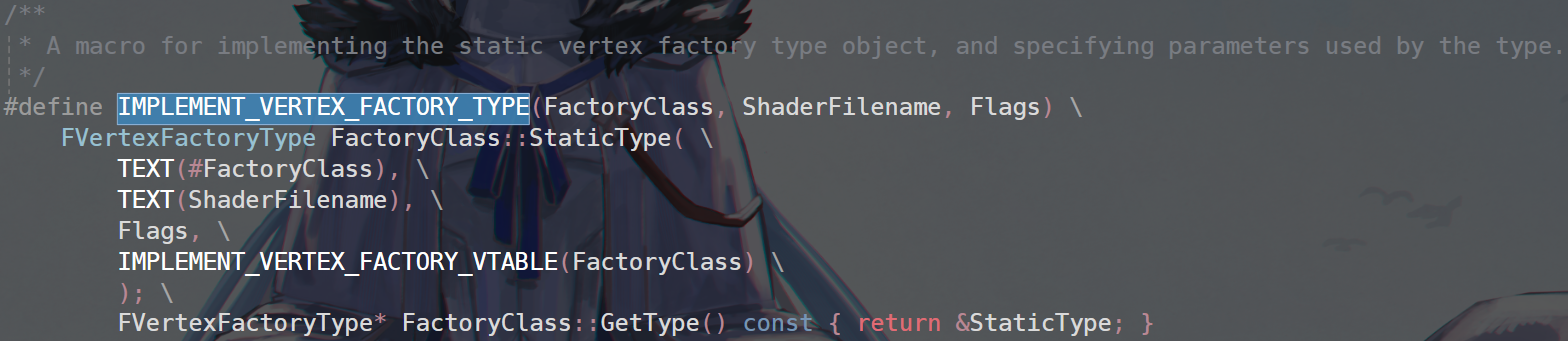 /**
* A macro for implementing the static vertex factory type object, and specifying parameters used by the type.
*/
#define IMPLEMENT_VERTEX_FACTORY_TYPE(FactoryClass, ShaderFilename, Flags) \
FVertexFactoryType FactoryClass::StaticType( \
TEXT(#FactoryClass), \
TEXT(ShaderFilename), \
Flags, \
IMPLEMENT_VERTEX_FACTORY_VTABLE(FactoryClass) \
); \
FVertexFactoryType* FactoryClass::GetType() const { return &StaticType; }